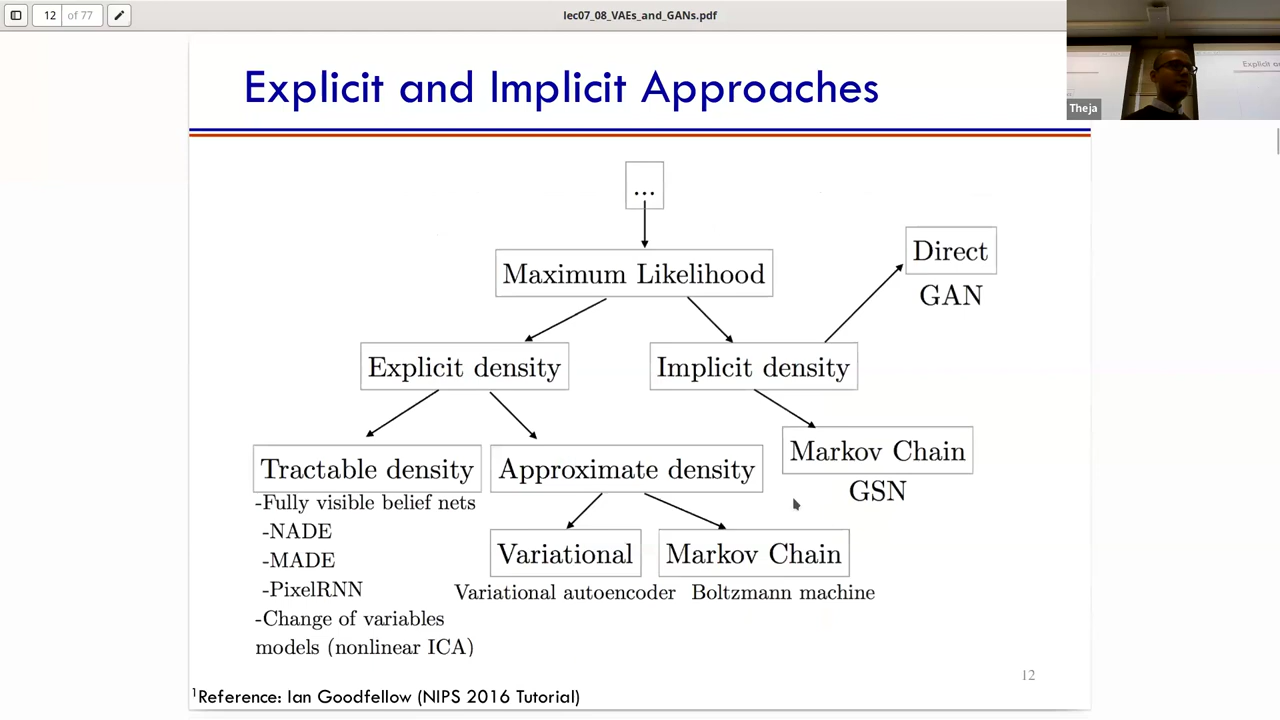 12 of 77
lec07_08_VAEs_and_GANs.pdf
Explicit and Implicit Approaches
Explicit
Theja
...
Maximum Likelihood
Direct
GAN
Explicit density
Implicit density
Tractable density
Approximate density
Markov Chain
GSN
-Fully visible belief nets
-NADE
-MADE
-PixelRNN
-Change of variables
models (nonlinear ICA)
Variational
Markov Chain
Variational autoencoder
Boltzmann machine
12
1Reference: Ian Goodfellow (NIPS 2016 Tutorial)